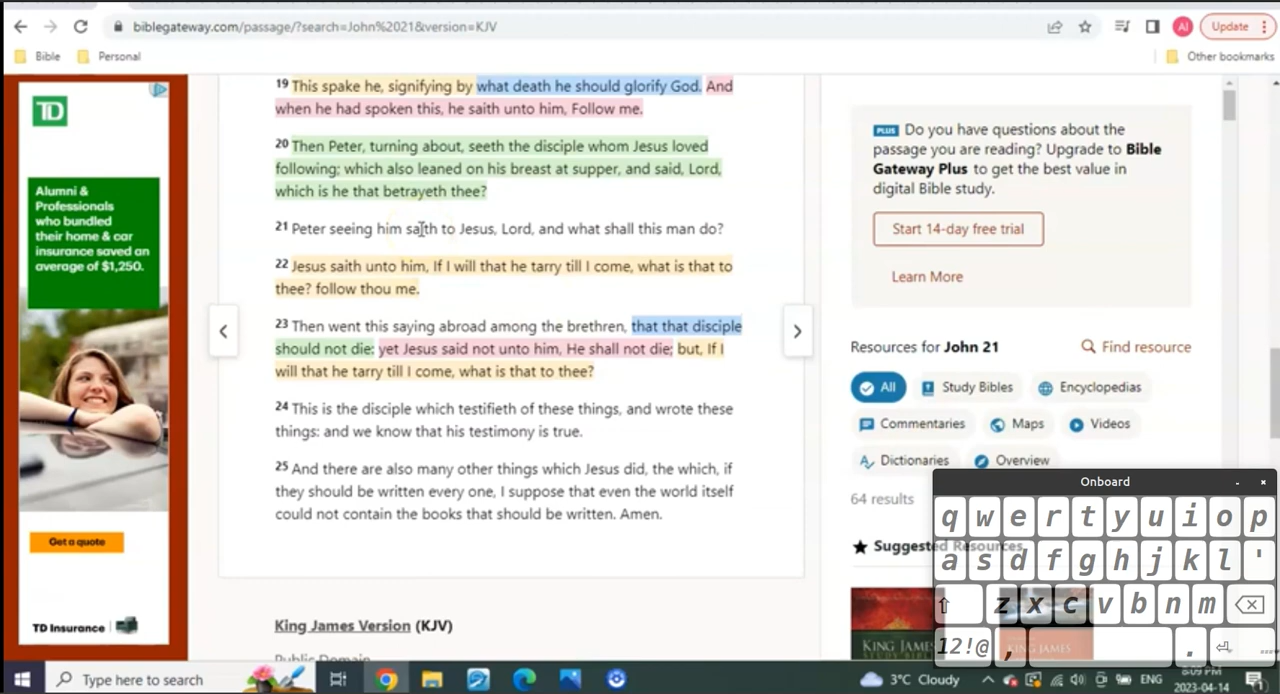 biblegateway.com/passage/?search=John%2021&version=KJV
AI
Update
Bible
Personal
Other bookmarks
TD
Alumni &
Professionals
who bundled
their home & car
insurance saved an
average of $1,250.
Get a quote
TD Insurance
19 This spake he, signifying by what death he should glorify God. And
when he had spoken this, he saith unto him, Follow me.
20 Then Peter, turning about, seeth the disciple whom Jesus loved
following; which also leaned on his breast at supper, and said, Lord,
which is he that betrayeth thee?
21 Peter seeing him saith to Jesus, Lord, and what shall this man do?
22 Jesus saith unto him, If I will that he tarry till I come, what is that to
thee? follow thou me.
23 Then went this saying abroad among the brethren, that that disciple
should not die: yet Jesus said not unto him, He shall not die; but, If I
will that he tarry till I come, what is that to thee?
24 This is the disciple which testifieth of these things, and wrote these
things: and we know that his testimony is true.
25 And there are also many other things which Jesus did, the which, if
they should be written every one, I suppose that even the world itself
could not contain the books that should be written. Amen.
King James Version (KJV)
Public Domain
PLUS Do you have questions about the
passage you are reading? Upgrade to Bible
Gateway Plus to get the best value in
digital Bible study.
Start 14-day free trial
Learn More
Resources for John 21
Find resource
All
Study Bibles
Encyclopedias
Commentaries
Maps
Videos
Dictionaries
Overview
64 results
Suggested Resources
KING JAMES
KING JAMES
Onboard
q w e r t y u i o p
a s d f g h j k l '
z x c v b n m
12!@ , .
Type here to search
3°C Cloudy
ENG
8:09 PM
2023-04-14